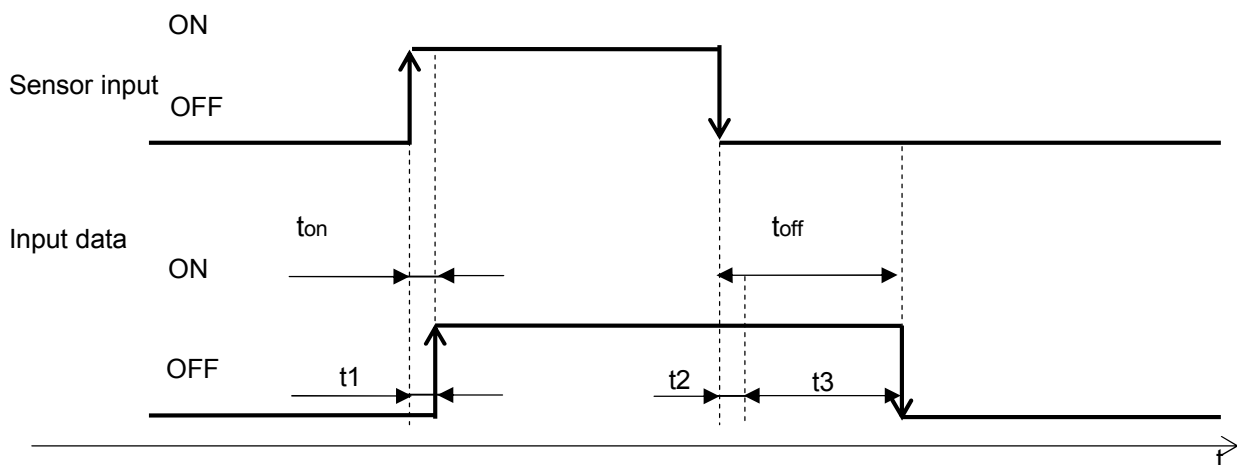 ON
Sensor input
OFF
ton
toff
Input data
ON
OFF
t1
t2
t3
t